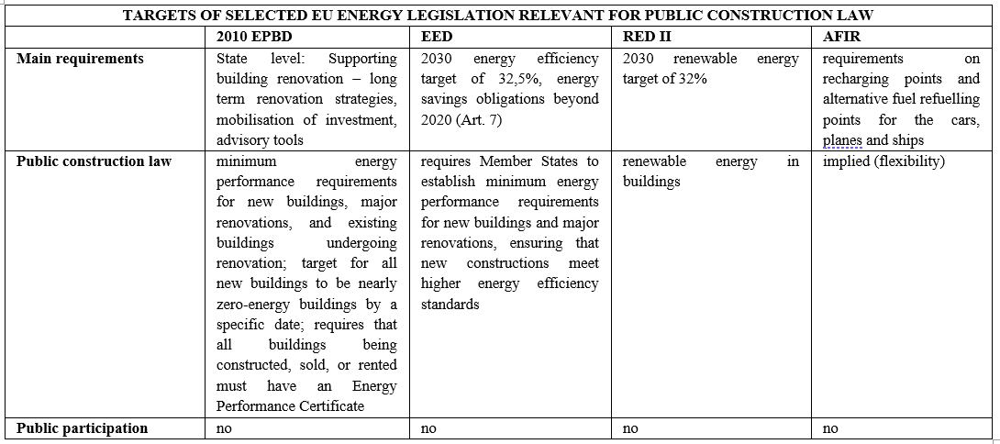 TARGETS OF SELECTED EU ENERGY LEGISLATION RELEVANT FOR PUBLIC CONSTRUCTION LAW
2010 EPBD
EED
RED II
AFIR
Main requirements
State level: Supporting
building renovation – long
term renovation strategies,
mobilisation of investment,
advisory tools
2030 energy efficiency
target of 32,5%, energy
savings obligations beyond
2020 (Art. 7)
2030 renewable energy
target of 32%
requirements on
recharging points and
alternative fuel refuelling
points for the cars,
planes and ships
Public construction law
minimum energy
performance requirements
for new buildings, major
renovations, and existing
buildings undergoing
renovation; target for all
new buildings to be nearly
zero-energy buildings by a
specific date; requires that
all buildings being
constructed, sold, or rented
must have an Energy
Performance Certificate
requires Member States to
establish minimum energy
performance requirements
for new buildings and major
renovations, ensuring that
new constructions meet
higher energy efficiency
standards
renewable energy in
buildings
implied (flexibility)
Public participation
no
no
no
no